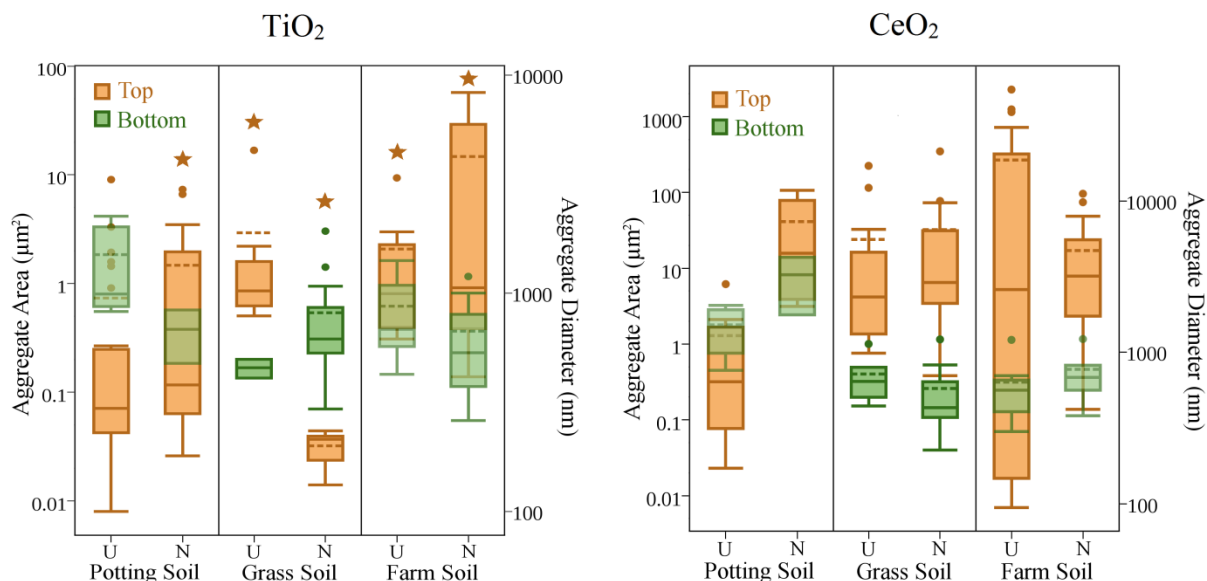 TiO₂
Top
Bottom
Aggregate Area (µm²)
100
10
1
0.1
0.01
10000
1000
100
Aggregate Diameter (nm)
U N U N U N
Potting Soil Grass Soil Farm Soil
CeO₂
Top
Bottom
Aggregate Area (µm²)
1000
100
10
1
0.1
0.01
10000
1000
100
Aggregate Diameter (nm)
U N U N U N
Potting Soil Grass Soil Farm Soil